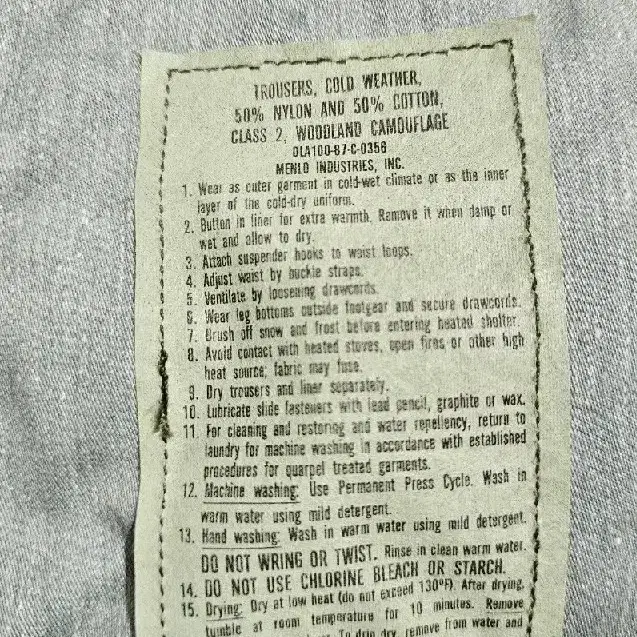 TROUSERS, COLD WEATHER,
50% NYLON AND 50% COTTON,
CLASS 2, WOODLAND CAMOUFLAGE
DLA100-87-C-0356
MENLO INDUSTRIES, INC.
1. Wear as outer garment in cold-wet climate or as the inner
layer of the cold-dry uniform.
2. Button in liner for extra warmth. Remove it when damp or
wet and allow to dry.
3. Attach suspender hooks to waist loops.
4. Adjust waist by buckle straps.
5. Ventilate by loosening drawcords.
6. Wear leg bottoms outside footgear and secure drawcords.
7. Brush off snow and frost before entering heated shelter.
8. Avoid contact with heated stoves, open fires or other high
heat source; fabric may fuse.
9. Dry trousers and liner separately.
10. Lubricate slide fasteners with lead pencil, graphite or wax.
11. For cleaning and restoring and water repellency, return to
laundry for machine washing in accordance with established
procedures for quarpel treated garments.
12. Machine washing: Use Permanent Press Cycle. Wash in
warm water using mild detergent.
13. Hand washing: Wash in warm water using mild detergent.
DO NOT WRING OR TWIST. Rinse in clean warm water.
14. DO NOT USE CHLORINE BLEACH OR STARCH.
15. Drying: Dry at low heat (do not exceed 130°F). After drying,
tumble at room temperature for 10 minutes. Remove
To drip dry, remove from water and